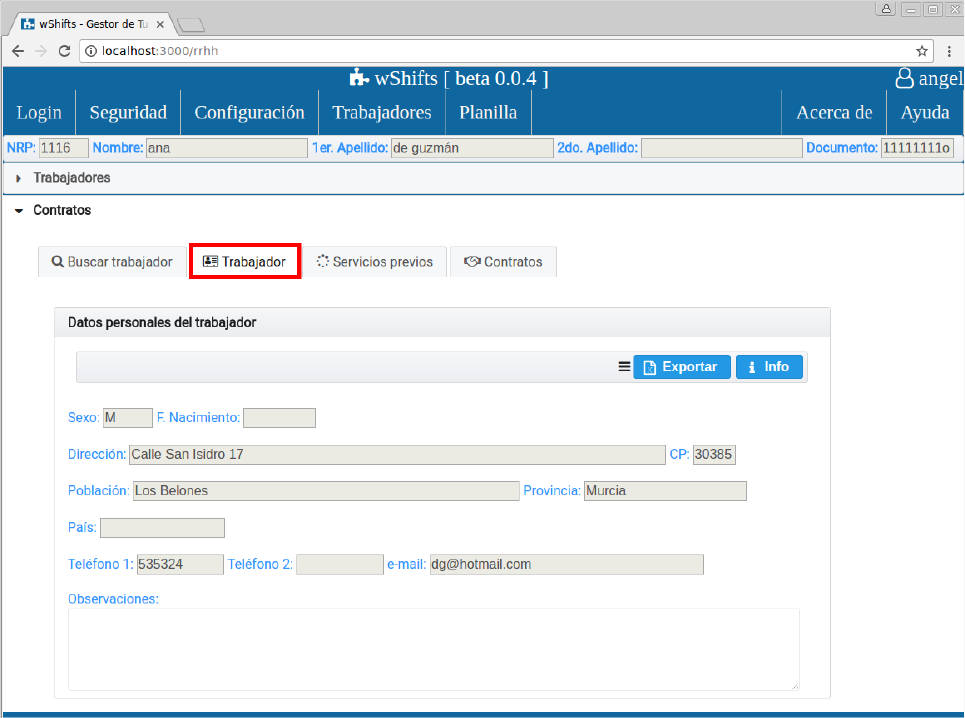 wShifts - Gestor de Tu
localhost:3000/rrhh
wShifts [ beta 0.0.4 ]
angel
Login Seguridad Configuración Trabajadores Planilla Acerca de Ayuda
NRP: 1116 Nombre: ana 1er. Apellido: de guzmán 2do. Apellido: Documento: 11111111o
Trabajadores
Contratos
Buscar trabajador Trabajador Servicios previos Contratos
Datos personales del trabajador
Exportar Info
Sexo: M F. Nacimiento:
Dirección: Calle San Isidro 17 CP: 30385
Población: Los Belones Provincia: Murcia
País:
Teléfono 1: 535324 Teléfono 2: e-mail: dg@hotmail.com
Observaciones: